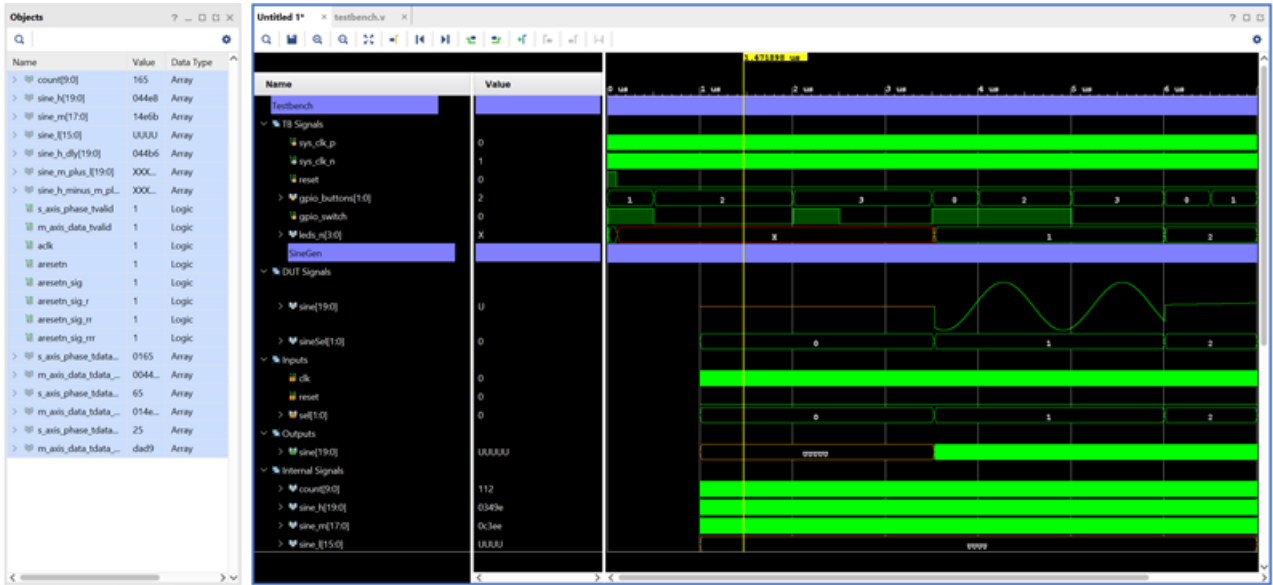 Objects
Name Value Data Type
count[9:0] 165 Array
sine_h[19:0] 044e8 Array
sine_m[17:0] 14e6b Array
sine_l[15:0] UUUU Array
sine_h_dly[19:0] 044b6 Array
sine_m_plus_l[19:0] XXX... Array
sine_h_minus_m_pl... XXX... Array
s_axis_phase_tvalid 1 Logic
m_axis_data_tvalid 1 Logic
aclk 1 Logic
aresetn 1 Logic
aresetn_sig 1 Logic
aresetn_sig_r 1 Logic
aresetn_sig_rr 1 Logic
aresetn_sig_rrr 1 Logic
s_axis_phase_tdata... 0165 Array
m_axis_data_tdata_... 0044... Array
s_axis_phase_tdata... 65 Array
m_axis_data_tdata_... 014e... Array
s_axis_phase_tdata... 25 Array
m_axis_data_tdata_... dad9 Array
Untitled 1* testbench.v
1.471898 us
Name Value 0 us 1 us 2 us 3 us 4 us 5 us 6 us
Testbench
TB Signals
sys_clk_p 0
sys_clk_n 1
reset 0
gpio_buttons[1:0] 2 1 2 3 0 2 3 0 1
gpio_switch 0
leds_n[3:0] X X 1 2
SineGen
DUT Signals
sine[19:0] U
sineSel[1:0] 0 0 1 2
Inputs
clk 0
reset 0
sel[1:0] 0 0 1 2
Outputs
sine[19:0] UUUUU UUUUU
Internal Signals
count[9:0] 112
sine_h[19:0] 0349e
sine_m[17:0] 0c3ee
sine_l[15:0] UUUU UUUU